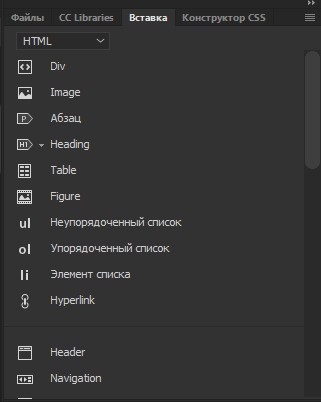 Файлы CC Libraries Вставка Конструктор CSS
HTML
Div
Image
P Абзац
H1 Heading
Table
Figure
ul Неупорядоченный список
ol Упорядоченный список
li Элемент списка
Hyperlink
Header
Navigation